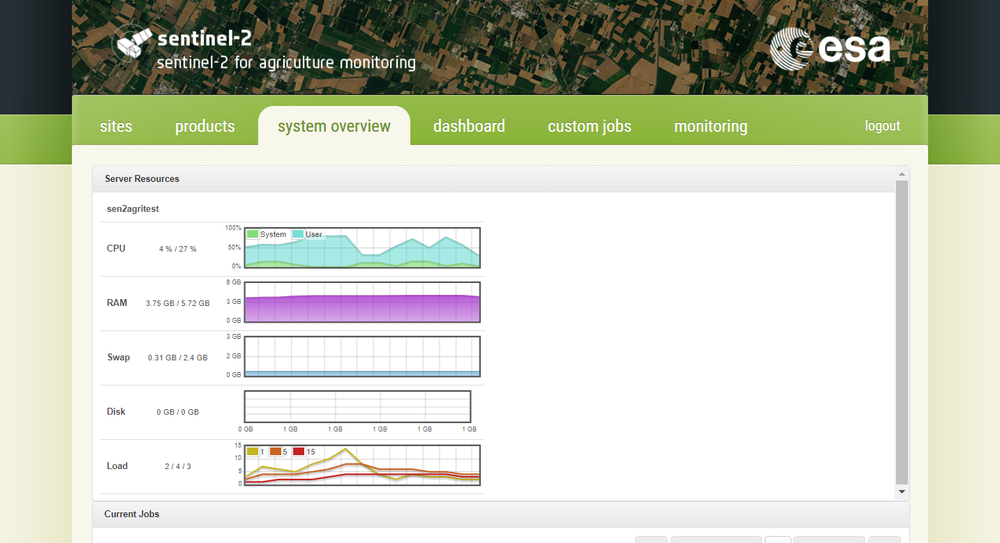 sentinel-2
sentinel-2 for agriculture monitoring
esa
sites
products
system overview
dashboard
custom jobs
monitoring
logout
Server Resources
sen2agritest
CPU
4 % / 27 %
100%
50%
0%
System
User
RAM
3.75 GB / 5.72 GB
6 GB
3 GB
0 GB
Swap
0.31 GB / 2.4 GB
3 GB
2 GB
0 GB
Disk
0 GB / 0 GB
0 GB 1 GB 1 GB 1 GB 1 GB 1 GB
Load
2 / 4 / 3
15
10
5
0
1 5 15
Current Jobs